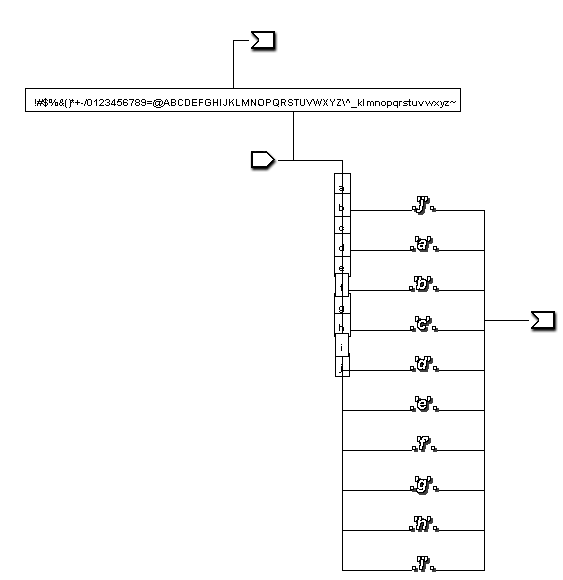 !#$%&()*+-/0123456789=@ABCDEFGHIJKLMNOPQRSTUVWXYZ\^_klmnopqrstuvwxyz~
a
b
"j"
c
d
"a"
e
f
"b"
g
h
"c"
i
j
"d"
"e"
"f"
"g"
"h"
"i"